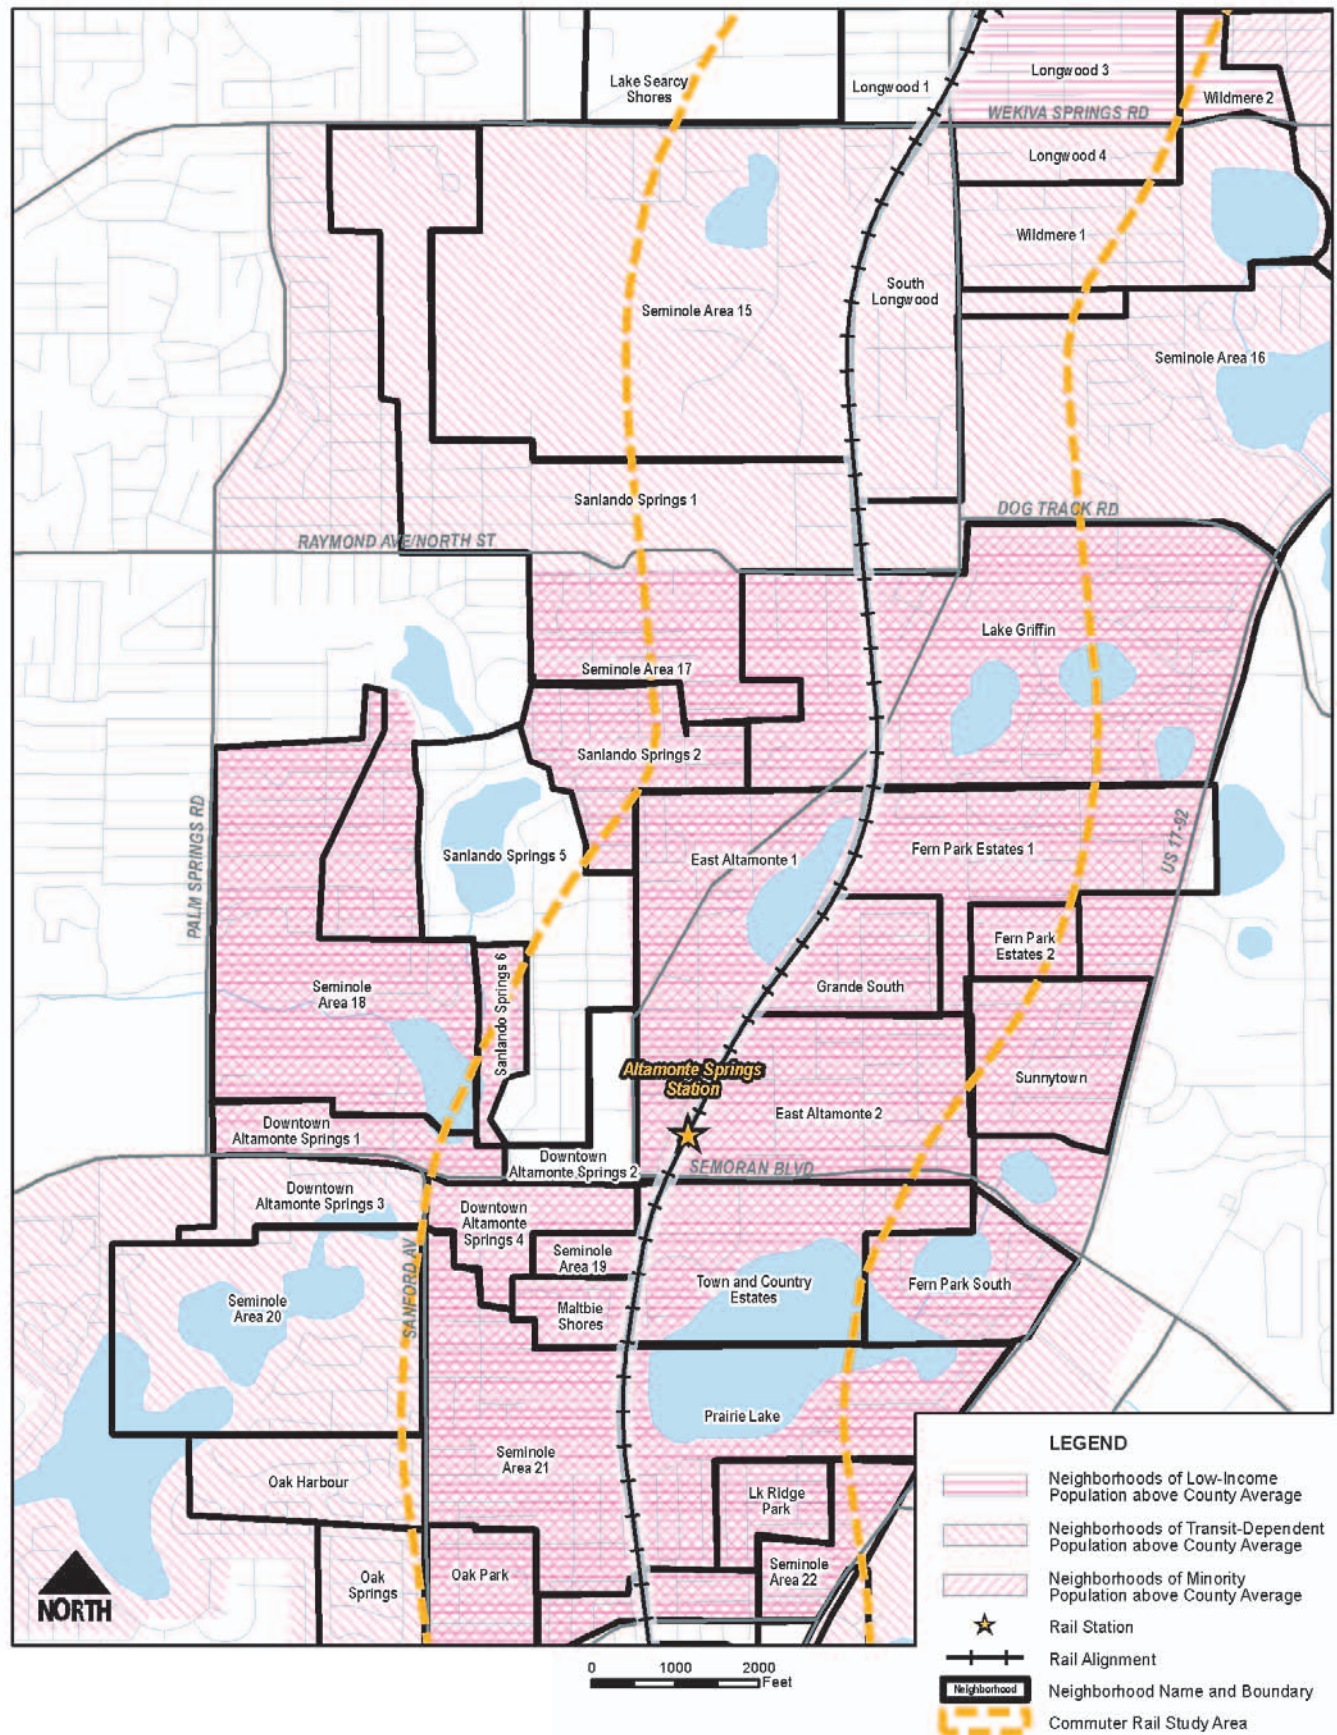 Lake Searcy
Shores
Longwood 1
Longwood 3
Wildmere 2
WEKIVA SPRINGS RD
Longwood 4
Wildmere 1
South
Longwood
Seminole Area 15
Seminole Area 16
Sanlando Springs 1
DOG TRACK RD
RAYMOND AVE/NORTH ST
Lake Griffin
Seminole Area 17
Sanlando Springs 2
PALM SPRINGS RD
Sanlando Springs 5
East Altamonte 1
Fern Park Estates 1
US 17-92
Fern Park
Estates 2
Seminole
Area 18
Sanlando Springs 6
Grande South
Altamonte Springs
Station
Sunnytown
East Altamonte 2
Downtown
Altamonte Springs 1
Downtown
Altamonte Springs 2
SEMORAN BLVD
Downtown
Altamonte Springs 3
Downtown
Altamonte
Springs 4
SANFORD AV
Seminole
Area 19
Town and Country
Estates
Fern Park South
Seminole
Area 20
Maltbie
Shores
Prairie Lake
Seminole
Area 21
Oak Harbour
Lk Ridge
Park
Oak
Springs
Oak Park
Seminole
Area 22
NORTH
0 1000 2000
Feet
LEGEND
Neighborhoods of Low-Income
Population above County Average
Neighborhoods of Transit-Dependent
Population above County Average
Neighborhoods of Minority
Population above County Average
Rail Station
Rail Alignment
Neighborhood
Neighborhood Name and Boundary
Commuter Rail Study Area